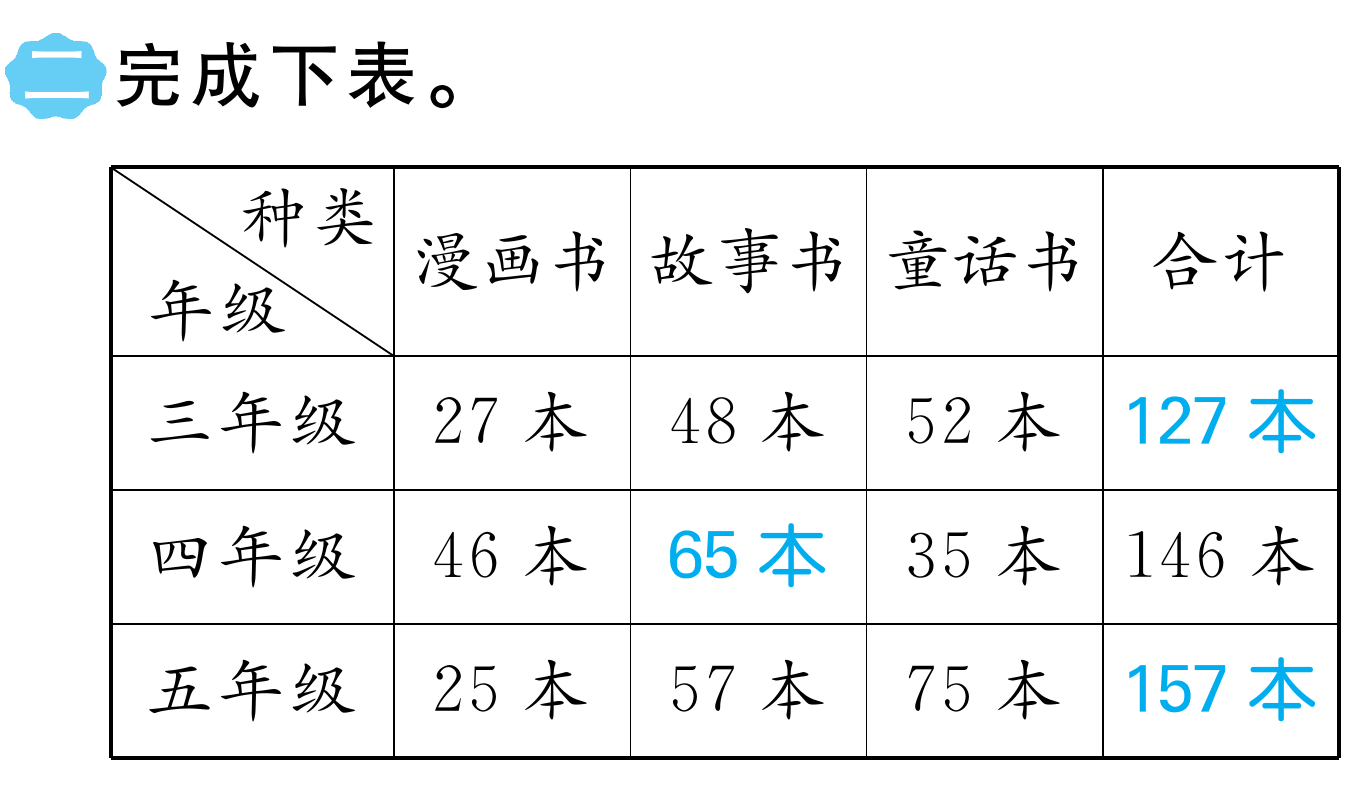 二 完成下表。
种类
年级 漫画书 故事书 童话书 合计
三年级 27 本 48 本 52 本 127 本
四年级 46 本 65 本 35 本 146 本
五年级 25 本 57 本 75 本 157 本